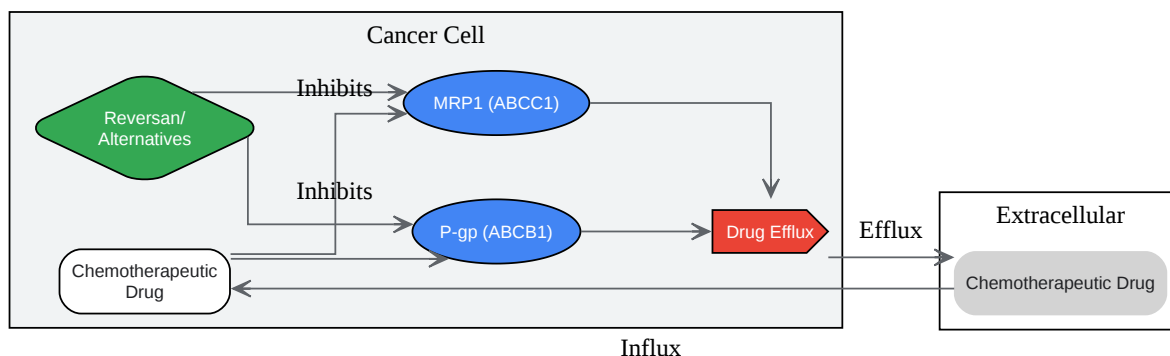 Cancer Cell
Inhibits
MRP1 (ABCC1)
Reversan/
Alternatives
Inhibits
P-gp (ABCB1)
Drug Efflux
Efflux
Extracellular
Chemotherapeutic
Drug
Chemotherapeutic Drug
Influx